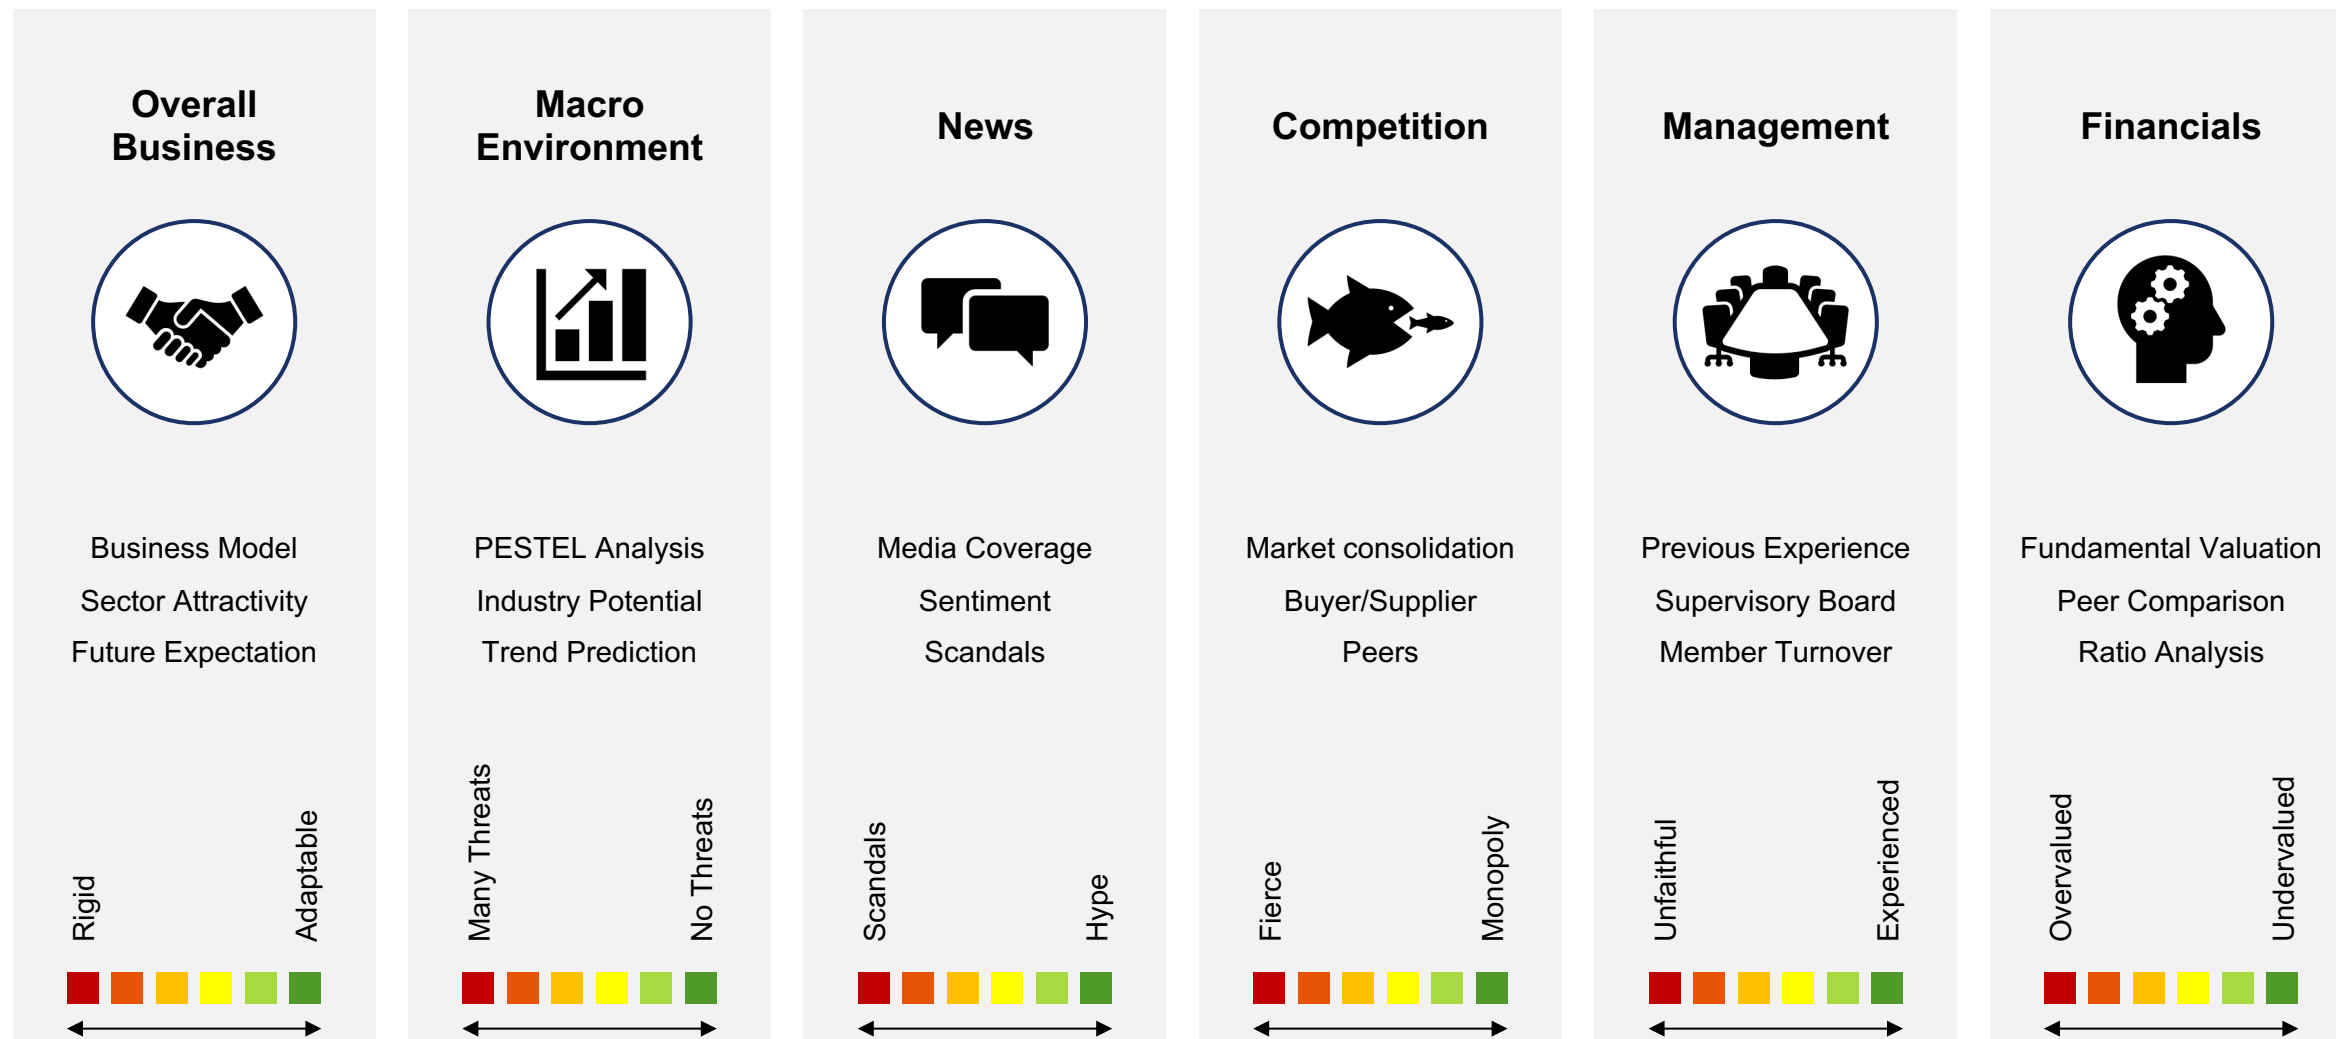 Overall
Business
Business Model
Sector Attractivity
Future Expectation
Rigid
Adaptable
Macro
Environment
PESTEL Analysis
Industry Potential
Trend Prediction
Many Threats
No Threats
News
Media Coverage
Sentiment
Scandals
Scandals
Hype
Competition
Market consolidation
Buyer/Supplier
Peers
Fierce
Monopoly
Management
Previous Experience
Supervisory Board
Member Turnover
Unfaithful
Experienced
Financials
Fundamental Valuation
Peer Comparison
Ratio Analysis
Overvalued
Undervalued